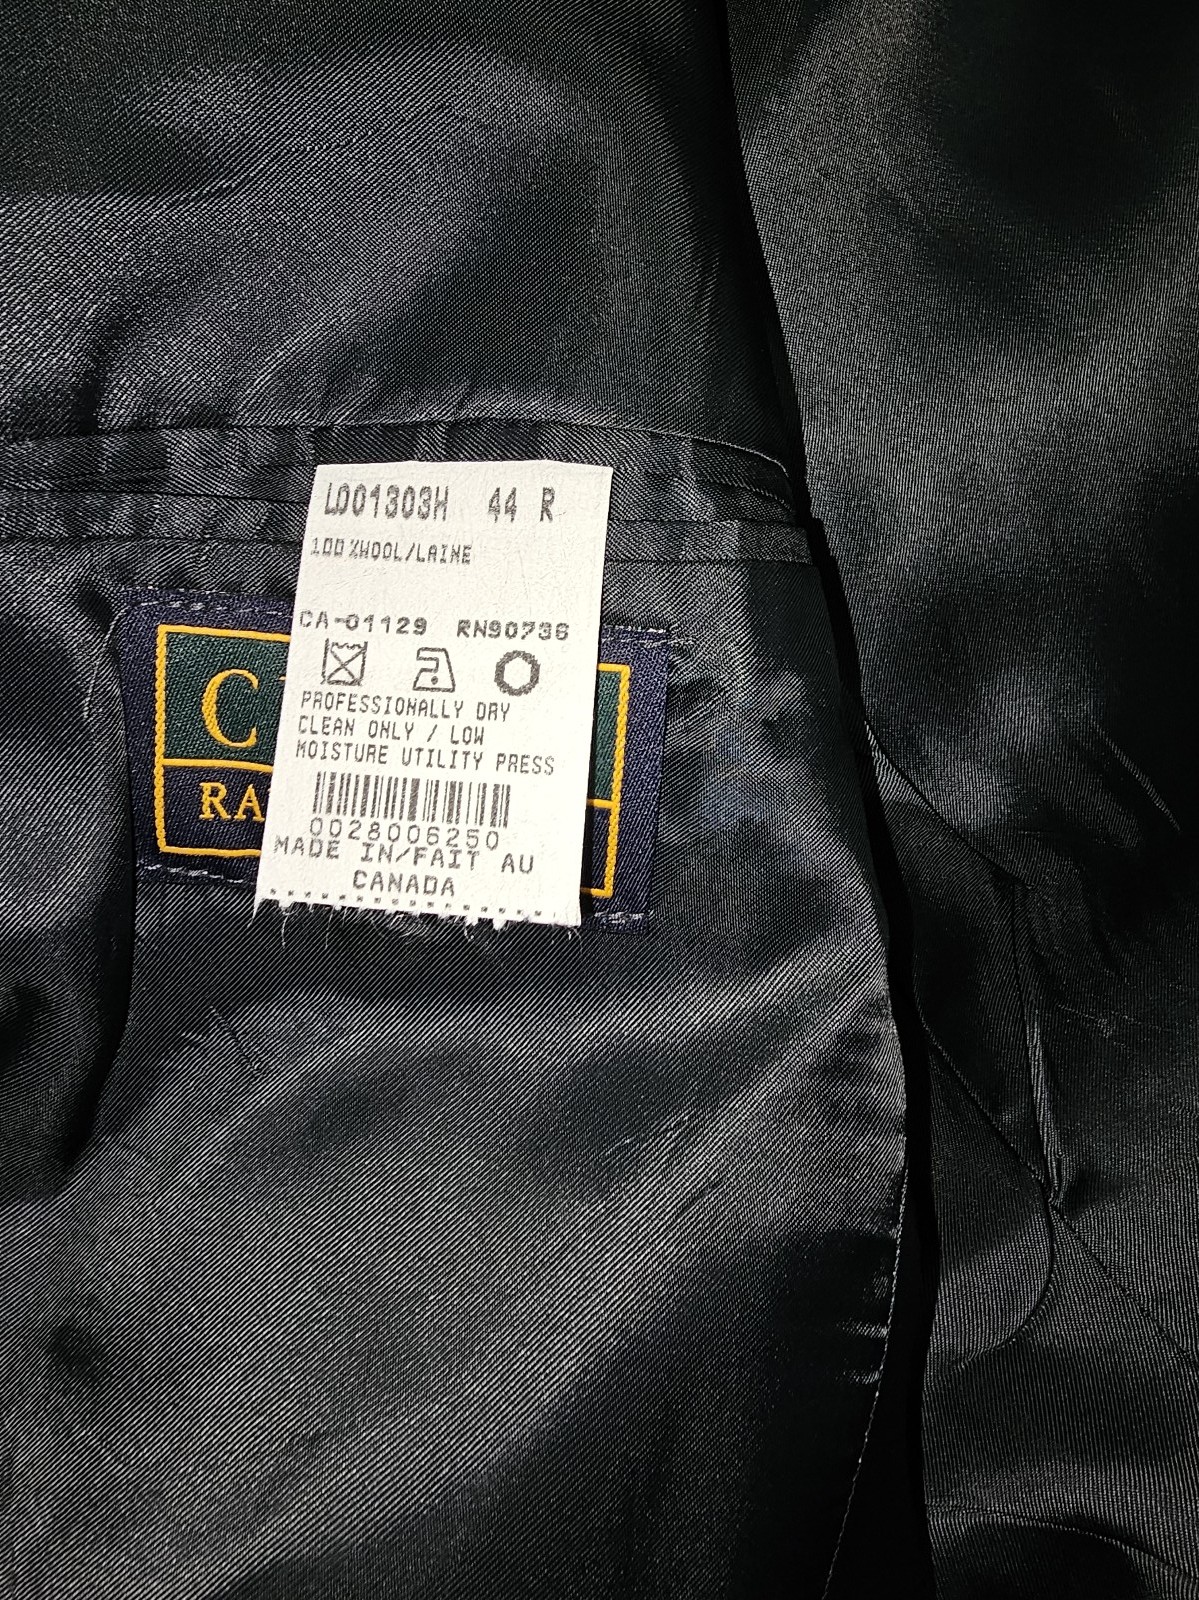 LD01303H 44 R
100%WOOL/LAINE
CA-01129 RN90736
PROFESSIONALLY DRY
CLEAN ONLY / LOW
MOISTURE UTILITY PRESS
0028006250
MADE IN/FAIT AU
CANADA